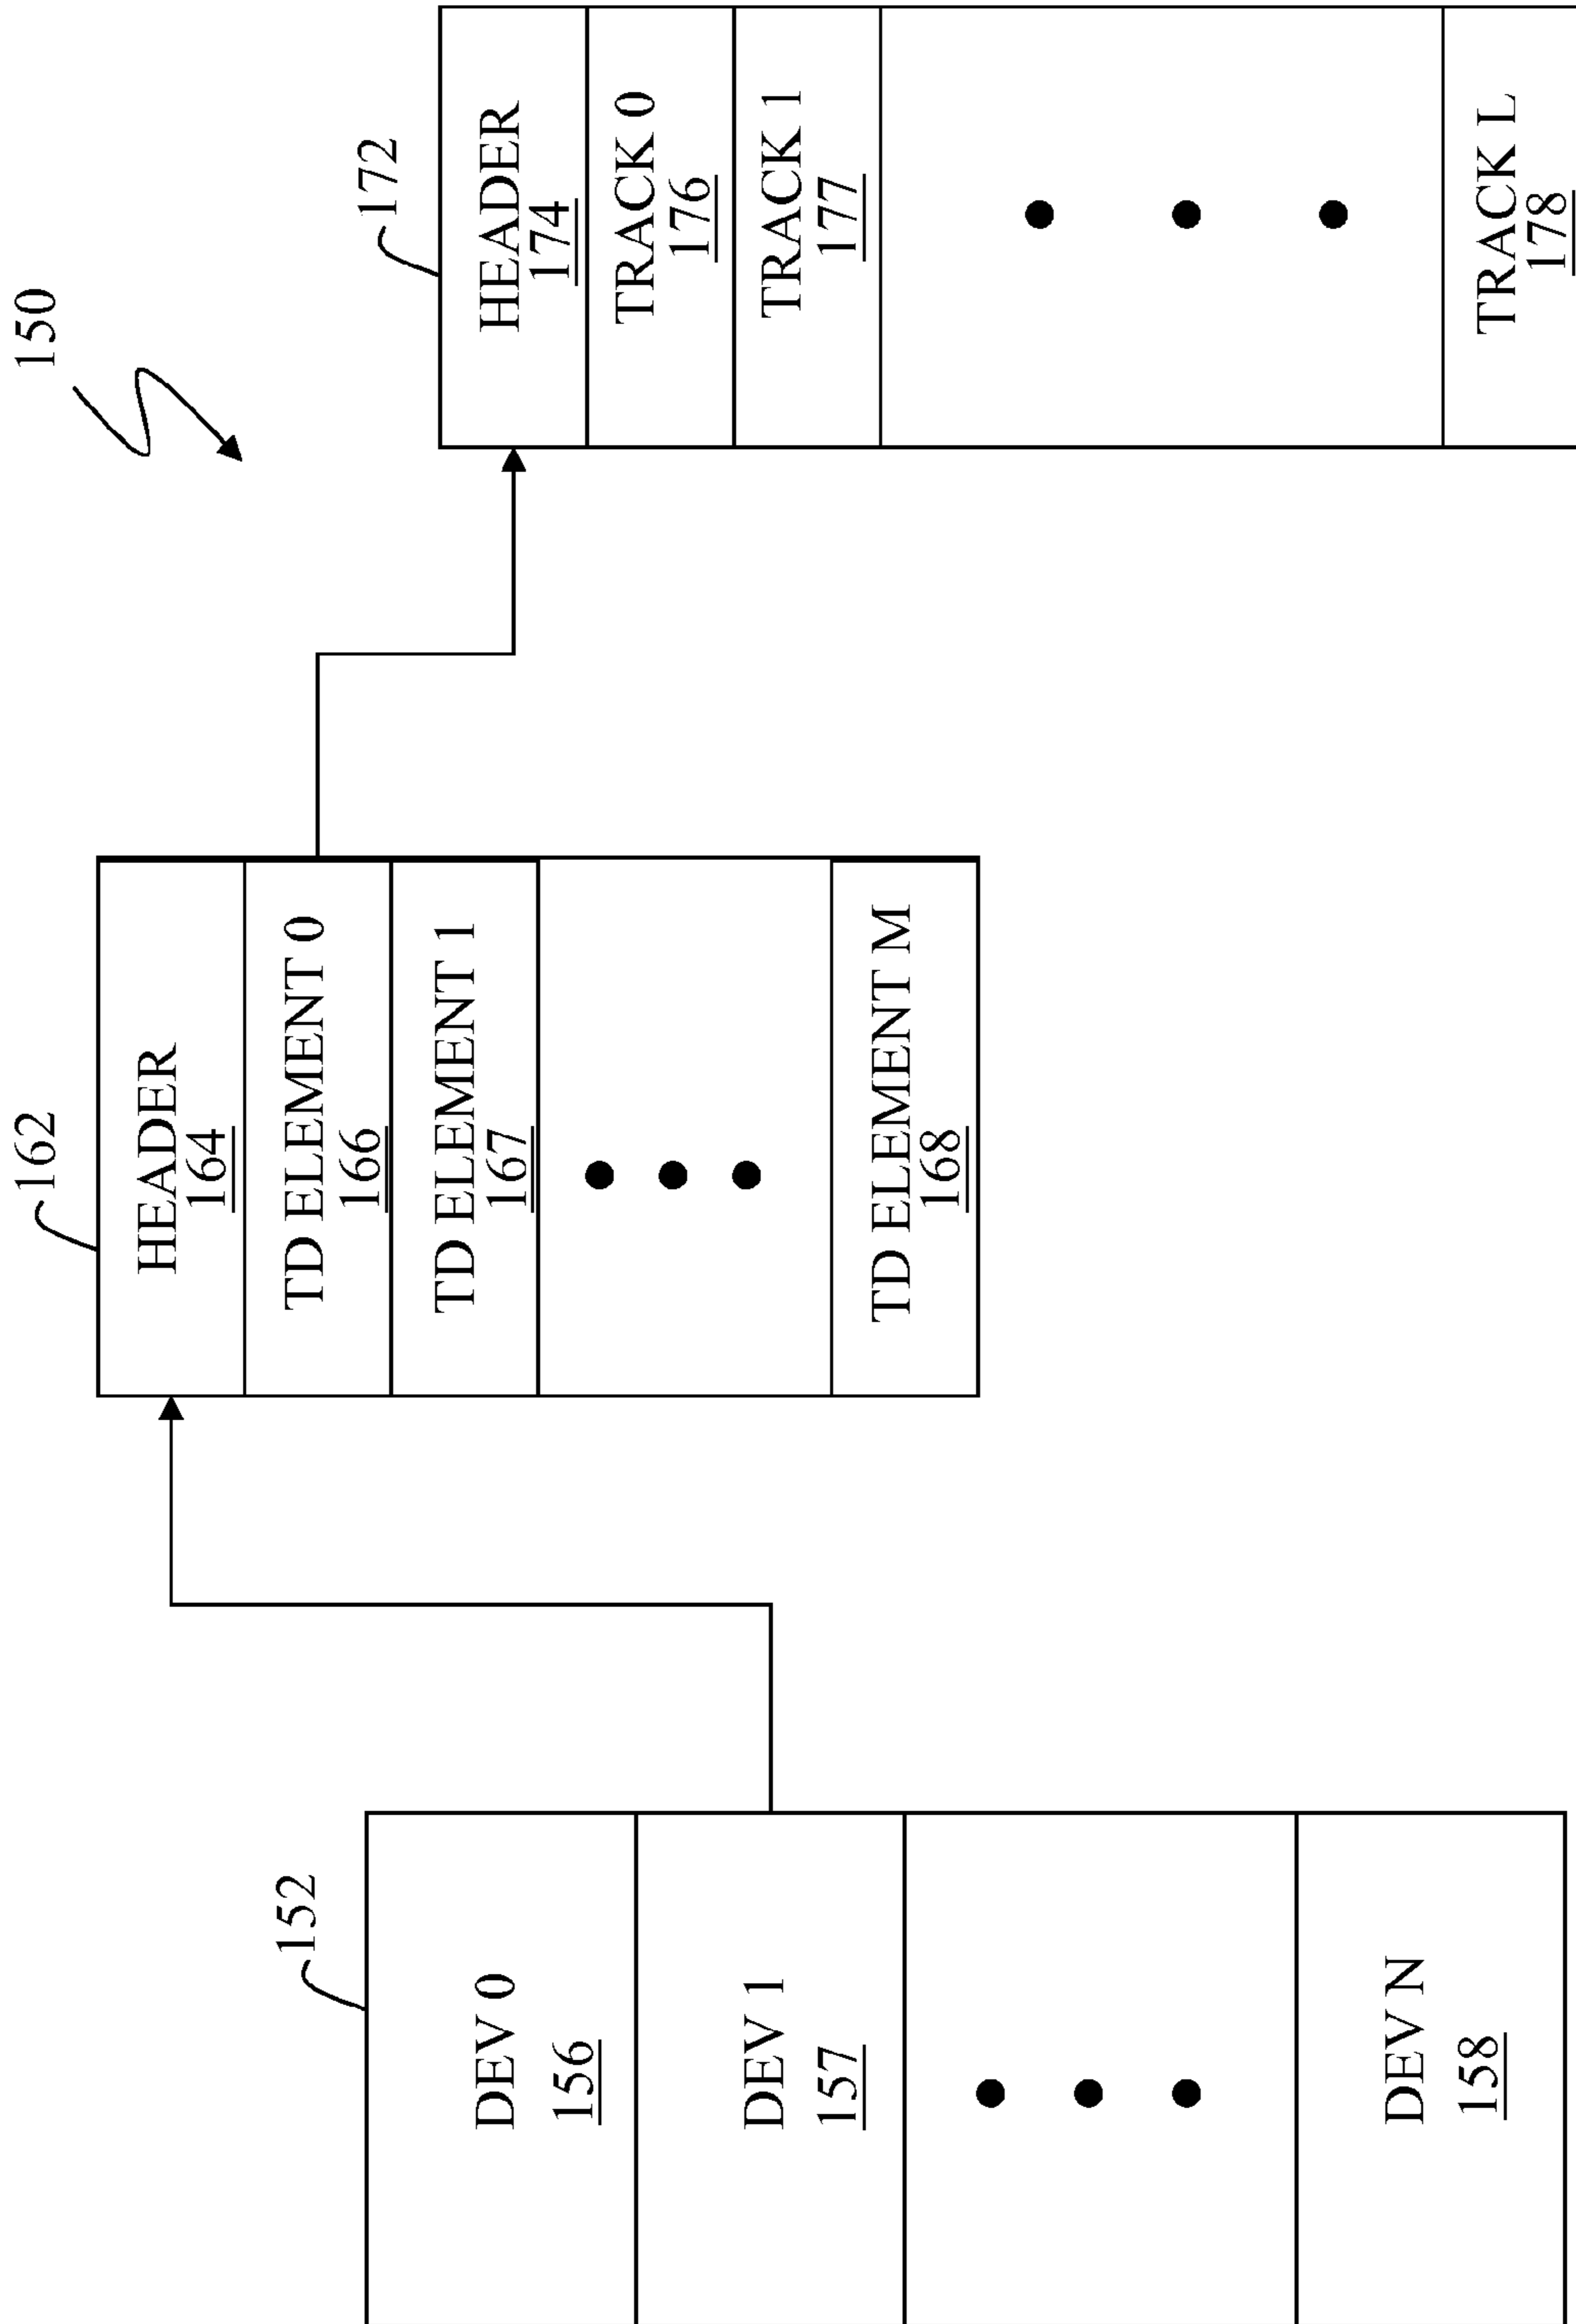 150
152
DEV 0
156
DEV 1
157
DEV N
158
162
HEADER
164
TD ELEMENT 0
166
TD ELEMENT 1
167
TD ELEMENT M
168
172
HEADER
174
TRACK 0
176
TRACK 1
177
TRACK L
178